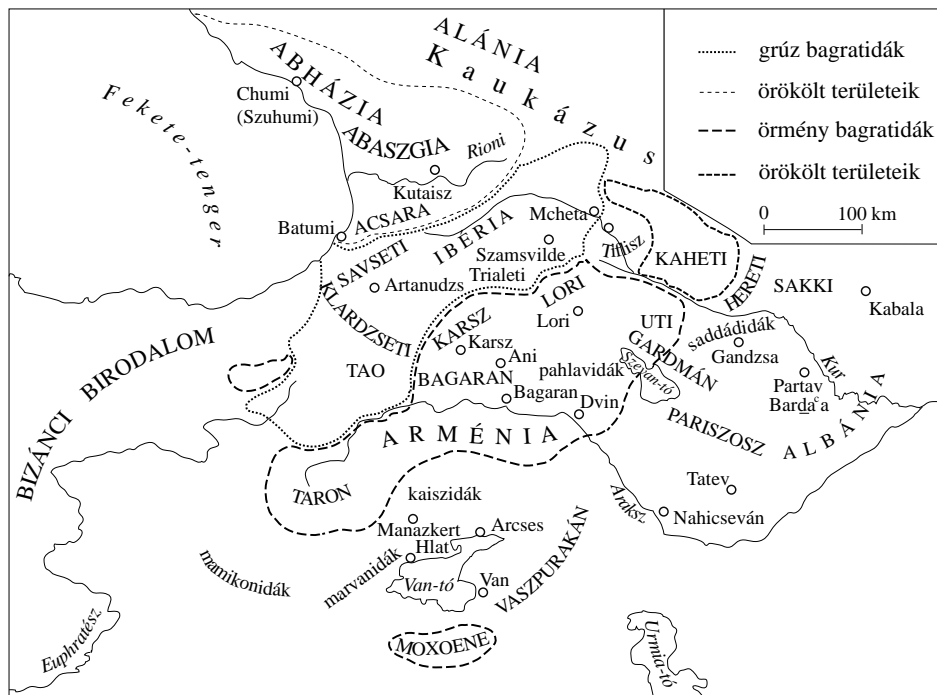 ALÁNIA
Kaukázus
ABHÁZIA
Chumi
(Szuhumi)
Fekete-tenger
ABASZGIA
Rioni
Kutaisz
Batumi
ACSARA
IBÉRIA
Mcheta
Tiflisz
SAVSETI
Szamsvilde
Trialeti
KAHETI
HERETI
SAKKI
Kabala
Artanudzs
KLARDZSETI
LORI
Lori
UTI
GARDMÁN
saddádidák
Gandzsa
Kur
KARSZ
Karsz
Ani
TAO
BAGARAN
pahlavidák
Szevan-tó
Partav
Bardaʿa
Bagaran
Dvin
BIZÁNCI BIRODALOM
ARMÉNIA
PARISZOSZ
ALBÁNIA
TARON
Tatev
kaiszidák
Araksz
Nahicseván
Manazkert
Arcses
Hlat
mamikonidák
marvanidák
Van-tó
Van
VASZPURAKÁN
Euphratész
MOXOENE
Urmia-tó
grúz bagratidák
örökölt területeik
örmény bagratidák
örökölt területeik
0 100 km